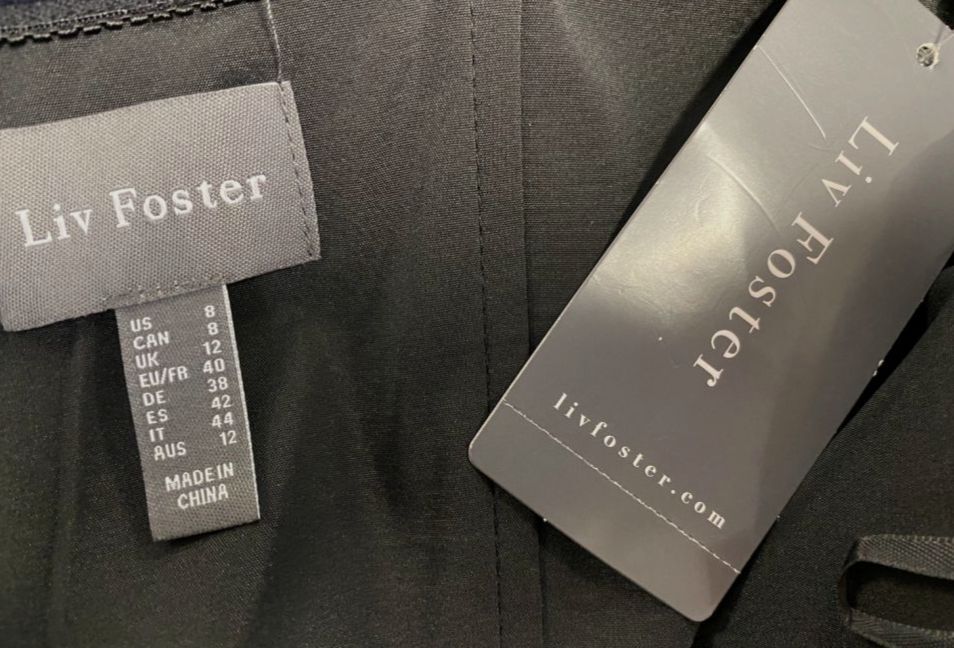 Liv Foster
US 8
CAN 8
UK 12
EU/FR 40
DE 38
ES 42
IT 44
AUS 12
MADE IN
CHINA
Liv Foster
livfoster.com